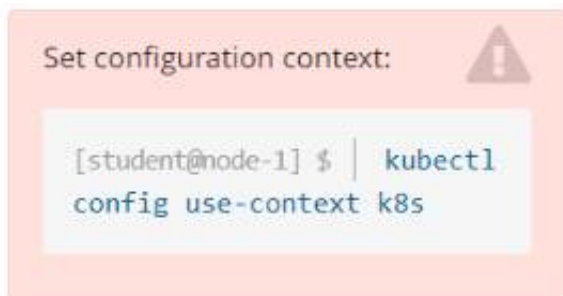 Set configuration context:
[student@node-1] $ | kubectl
config use-context k8s